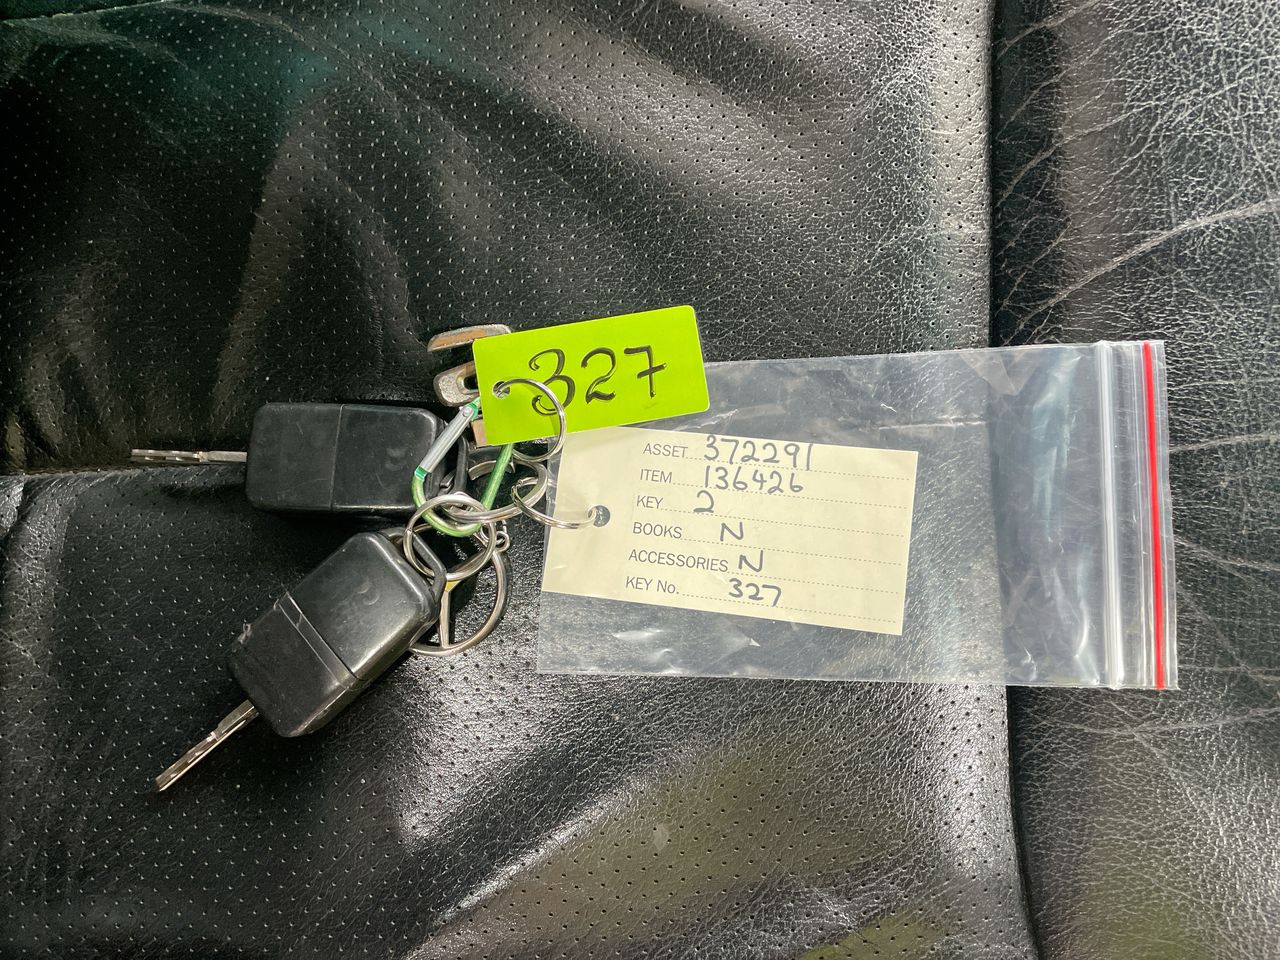 327
ASSET 372291
ITEM 136426
KEY 2
BOOKS N
ACCESSORIES N
KEY No. 327